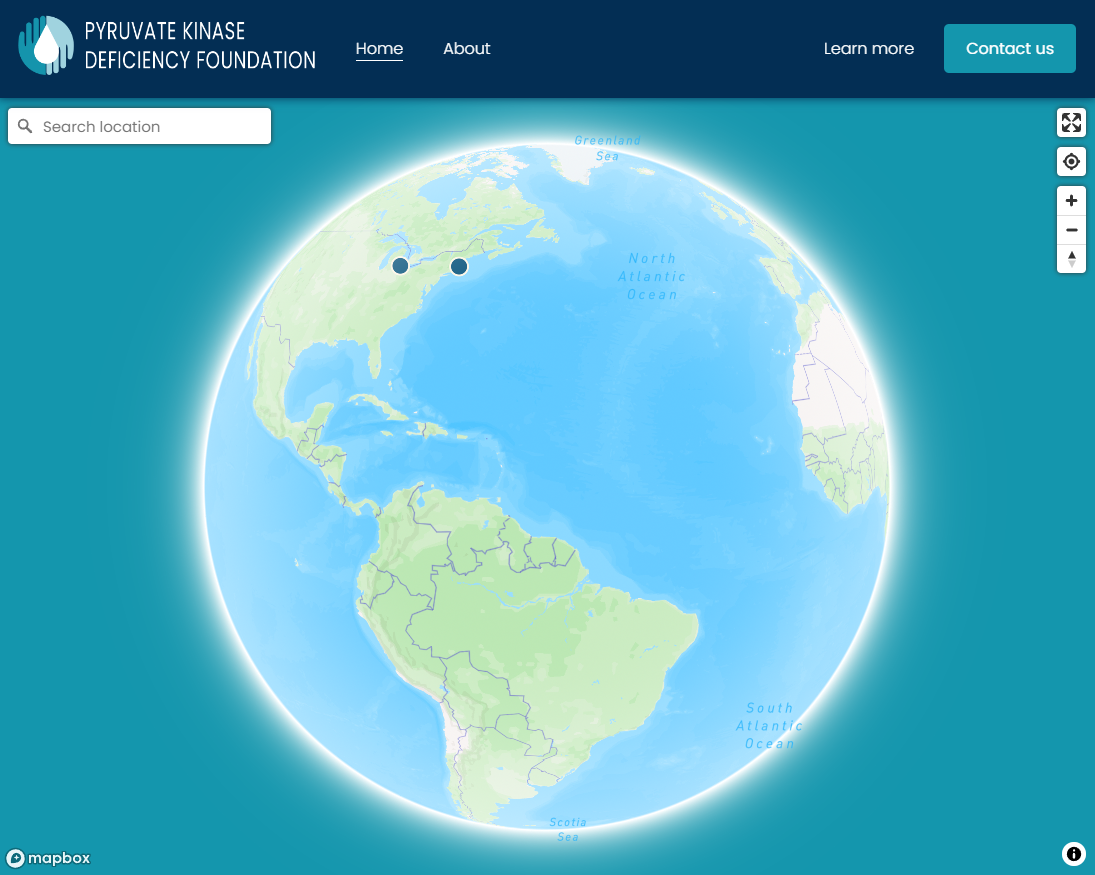 PYRUVATE KINASE
DEFICIENCY FOUNDATION
Home
About
Learn more
Contact us
Search location
Greenland
Sea
North
Atlantic
Ocean
South
Atlantic
Ocean
Scotia
Sea
mapbox